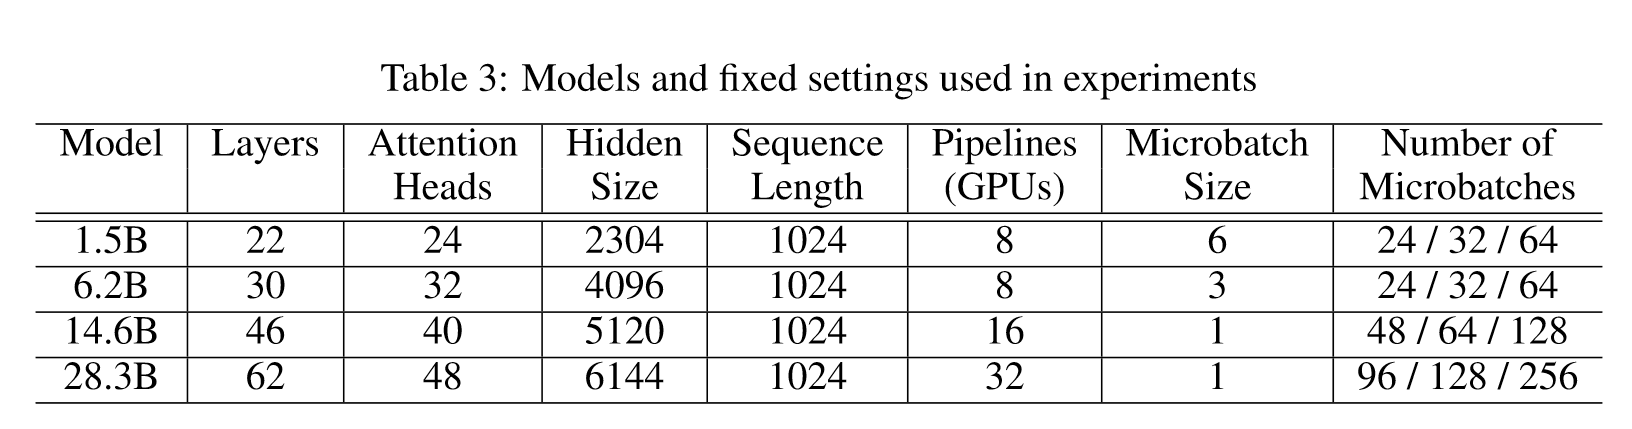 Table 3: Models and fixed settings used in experiments
Model Layers Attention Hidden Sequence Pipelines Microbatch Number of
Heads Size Length (GPUs) Size Microbatches
1.5B 22 24 2304 1024 8 6 24 / 32 / 64
6.2B 30 32 4096 1024 8 3 24 / 32 / 64
14.6B 46 40 5120 1024 16 1 48 / 64 / 128
28.3B 62 48 6144 1024 32 1 96 / 128 / 256